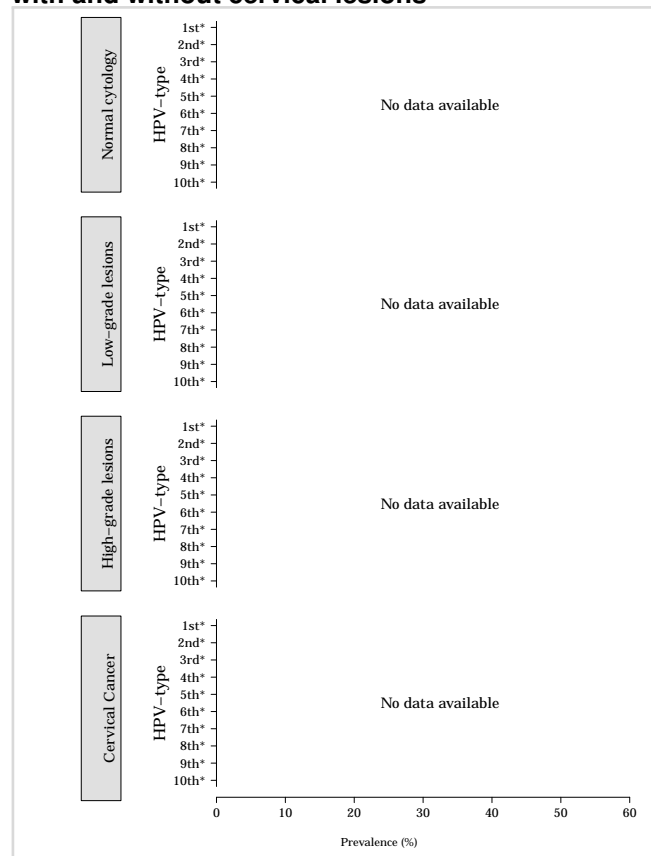 with and without cervical lesions
Normal cytology
HPV−type
1st*
2nd*
3rd*
4th*
5th*
6th*
7th*
8th*
9th*
10th*
No data available
Low−grade lesions
HPV−type
1st*
2nd*
3rd*
4th*
5th*
6th*
7th*
8th*
9th*
10th*
No data available
High−grade lesions
HPV−type
1st*
2nd*
3rd*
4th*
5th*
6th*
7th*
8th*
9th*
10th*
No data available
Cervical Cancer
HPV−type
1st*
2nd*
3rd*
4th*
5th*
6th*
7th*
8th*
9th*
10th*
No data available
0 10 20 30 40 50 60
Prevalence (%)